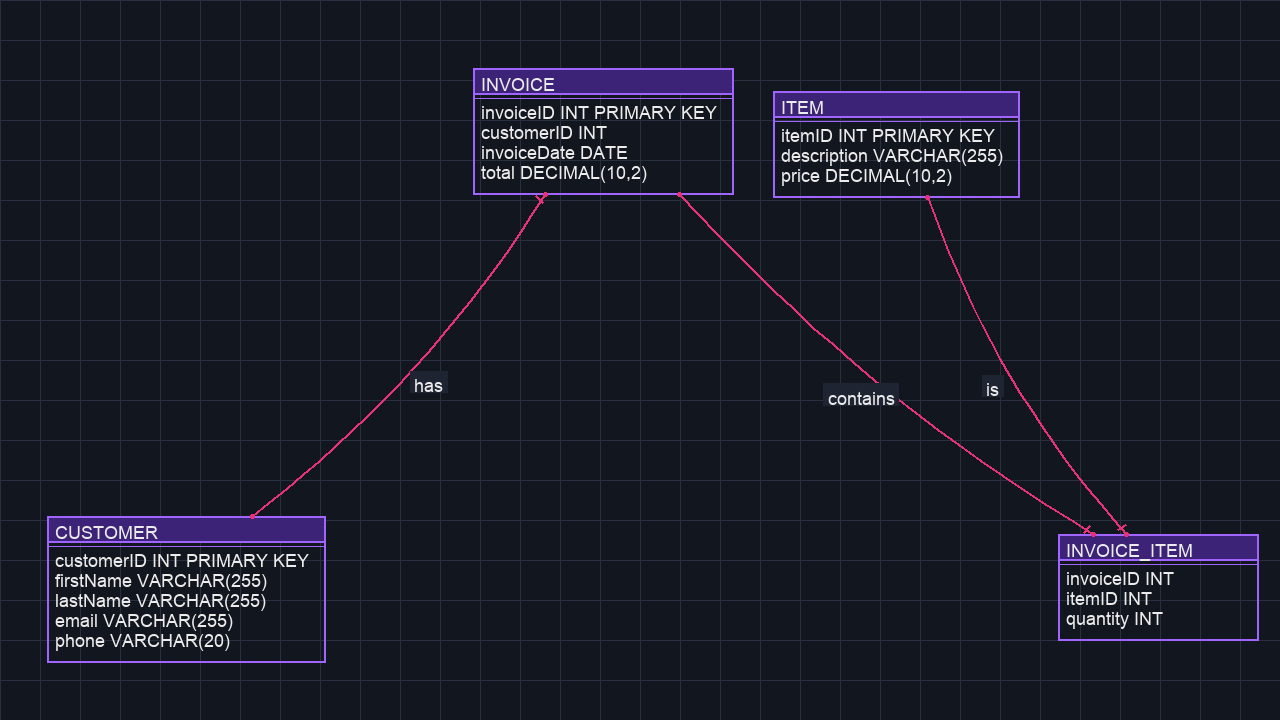 INVOICE
invoiceID INT PRIMARY KEY
customerID INT
invoiceDate DATE
total DECIMAL(10,2)
ITEM
itemID INT PRIMARY KEY
description VARCHAR(255)
price DECIMAL(10,2)
has
contains
is
CUSTOMER
customerID INT PRIMARY KEY
firstName VARCHAR(255)
lastName VARCHAR(255)
email VARCHAR(255)
phone VARCHAR(20)
INVOICE_ITEM
invoiceID INT
itemID INT
quantity INT